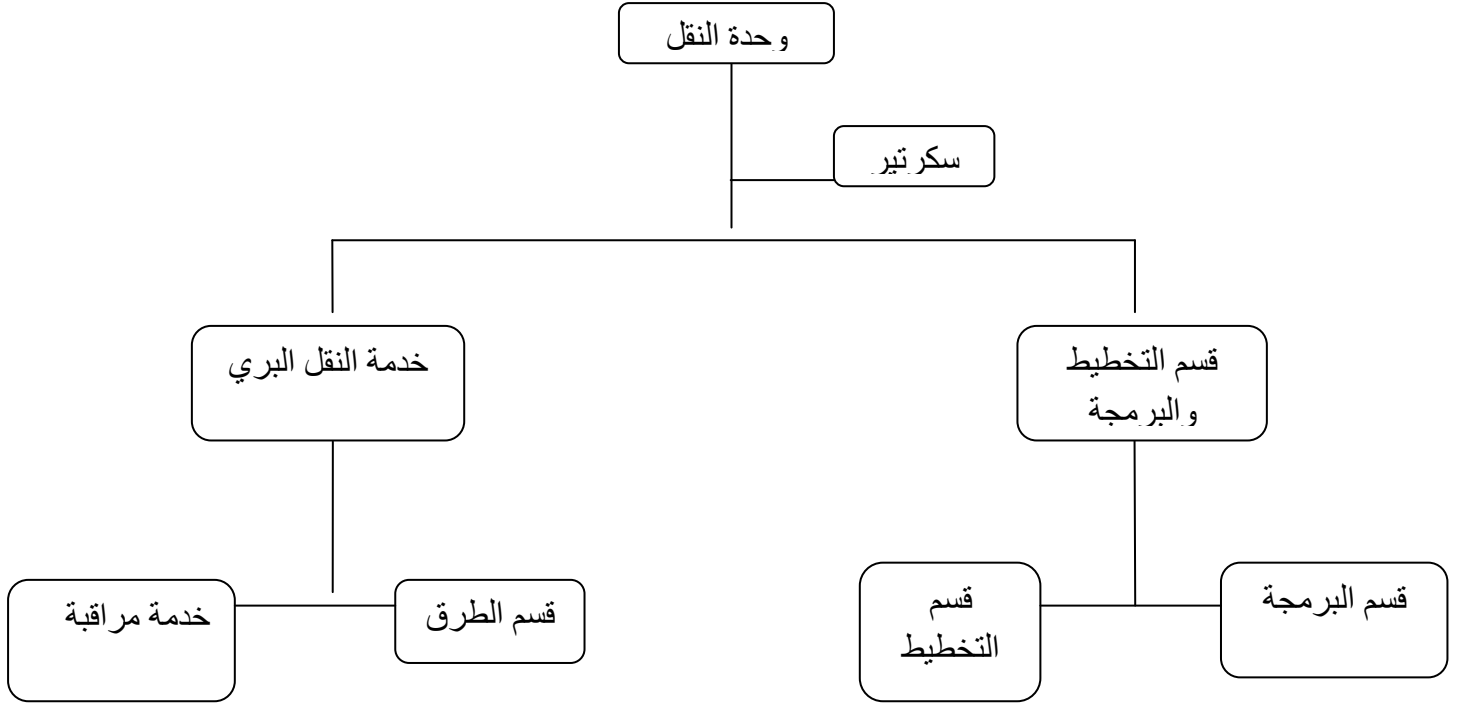 وحدة النقل
سكرتير
قسم التخطيط
والبرمجة
خدمة النقل البري
قسم البرمجة
قسم
التخطيط
قسم الطرق
خدمة مراقبة